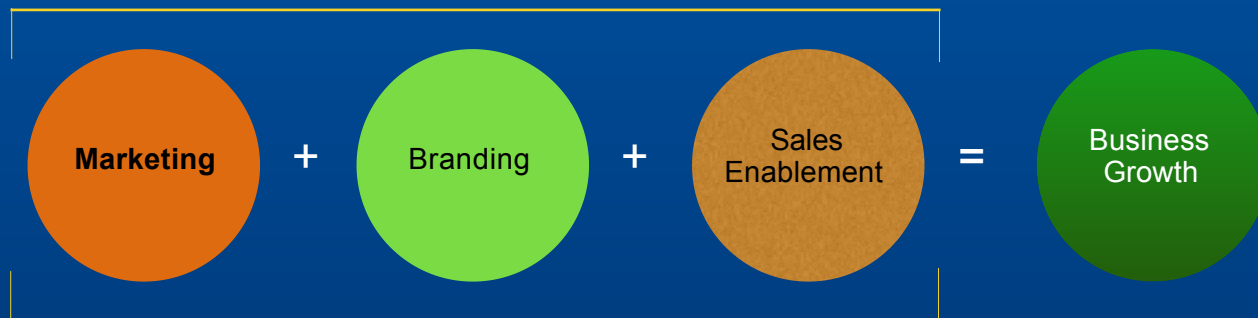 Marketing + Branding + Sales Enablement = Business Growth